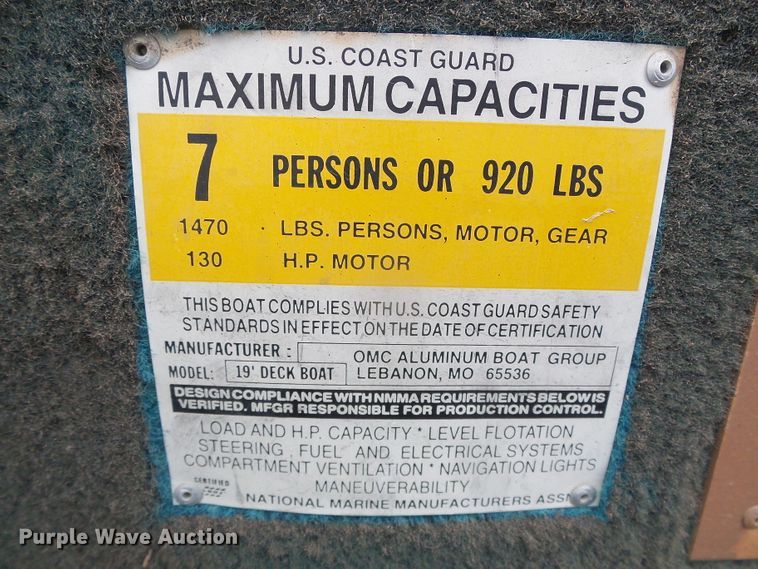 U.S. COAST GUARD
MAXIMUM CAPACITIES
7 PERSONS OR 920 LBS
1470 · LBS. PERSONS, MOTOR, GEAR
130 H.P. MOTOR
THIS BOAT COMPLIES WITH U.S. COAST GUARD SAFETY
STANDARDS IN EFFECT ON THE DATE OF CERTIFICATION
MANUFACTURER : OMC ALUMINUM BOAT GROUP
MODEL: 19' DECK BOAT LEBANON, MO 65536
DESIGN COMPLIANCE WITH NMMA REQUIREMENTS BELOW IS
VERIFIED. MFGR RESPONSIBLE FOR PRODUCTION CONTROL.
LOAD AND H.P. CAPACITY * LEVEL FLOTATION
STEERING, FUEL AND ELECTRICAL SYSTEMS
COMPARTMENT VENTILATION * NAVIGATION LIGHTS
MANEUVERABILITY
CERTIFIED
NATIONAL MARINE MANUFACTURERS ASSN
Purple Wave Auction